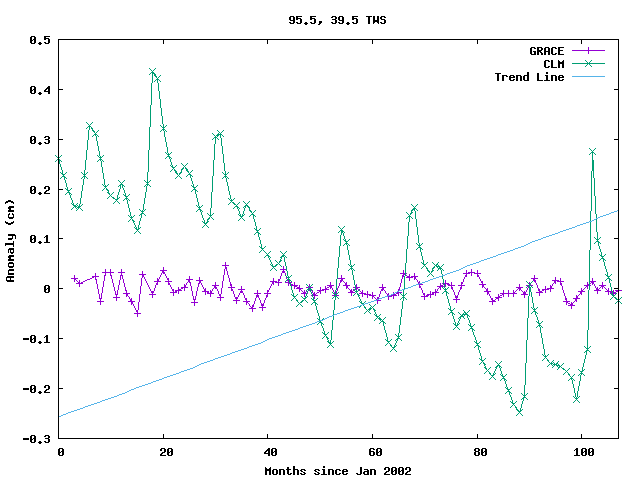 95.5, 39.5 TWS
GRACE
CLM
Trend Line
0.5
0.4
0.3
0.2
0.1
0
-0.1
-0.2
-0.3
Anomaly (cm)
0 20 40 60 80 100
Months since Jan 2002